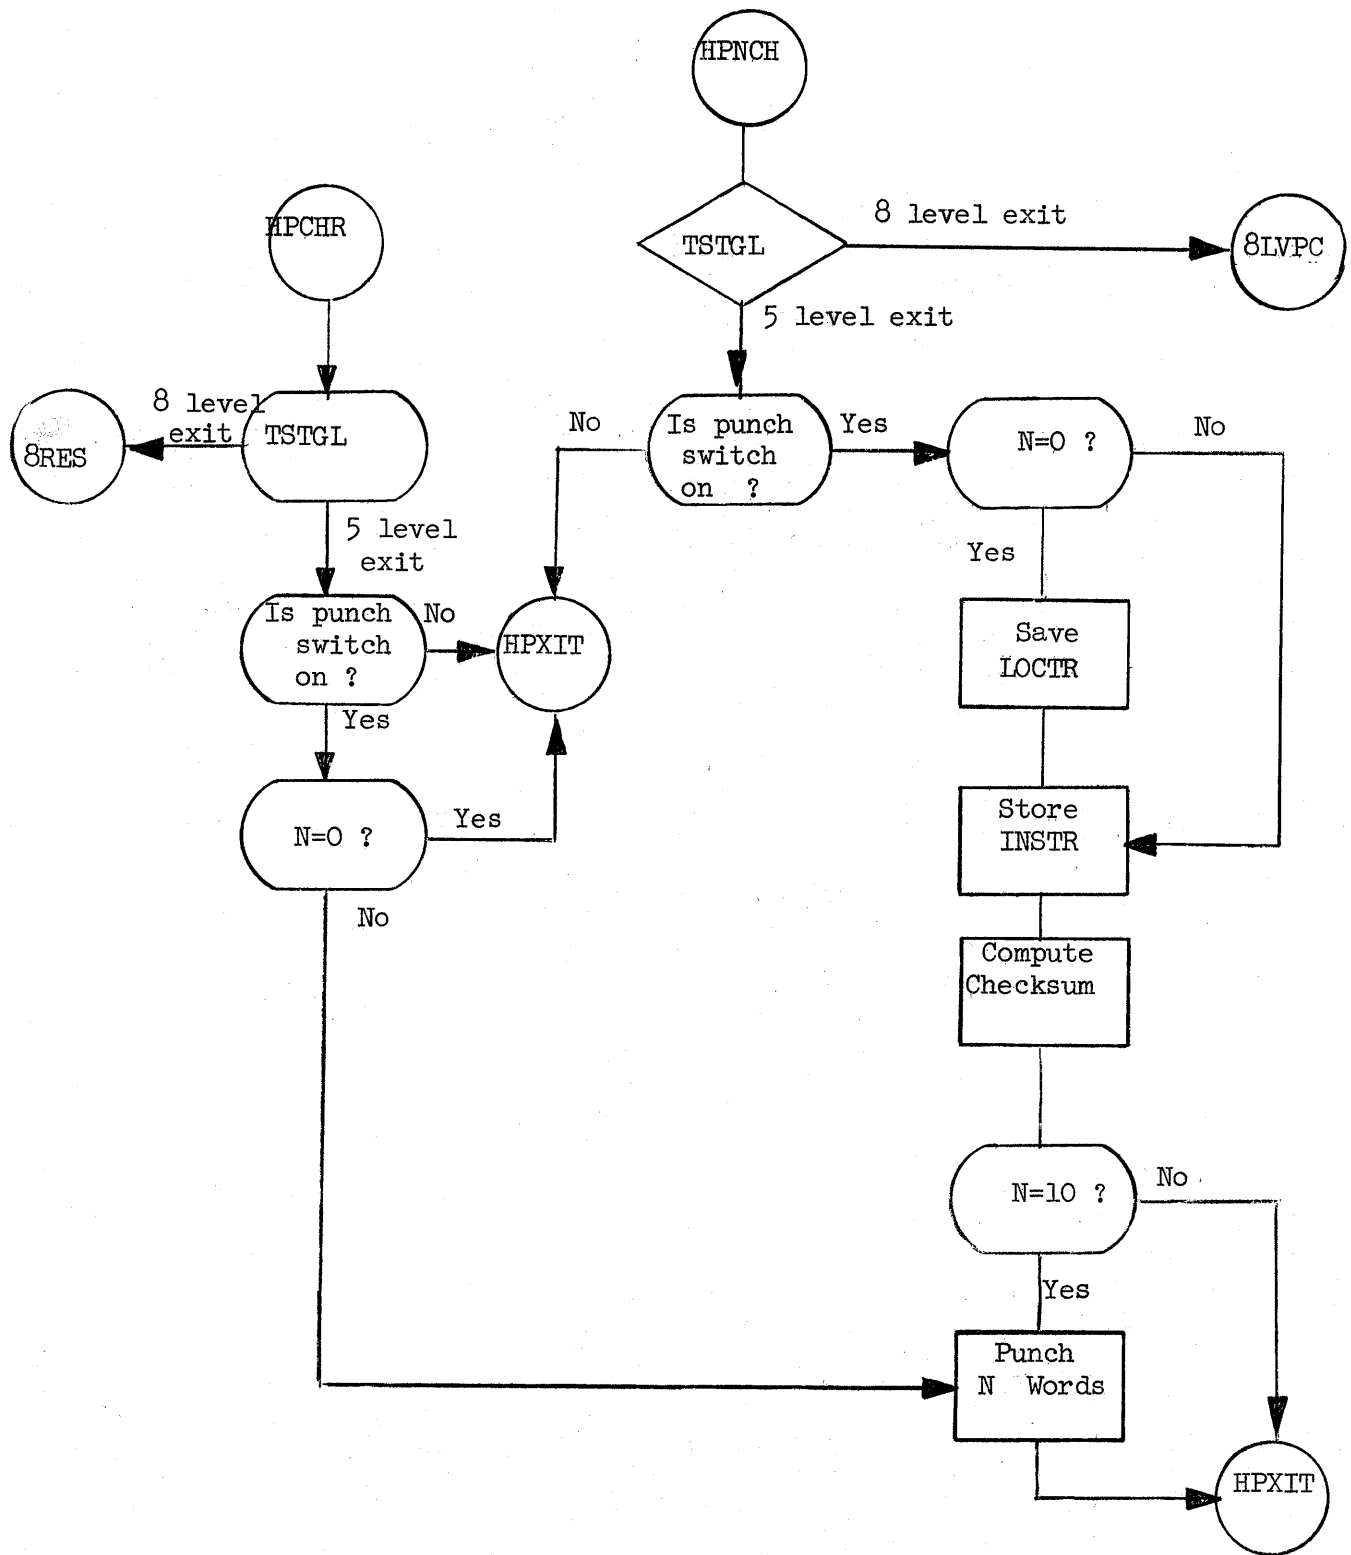 HPNCH
HPCHR
TSTGL
8 level exit
8LVPC
5 level exit
8 level
exit
8RES
TSTGL
No
Is punch
switch
on ?
Yes
N=0 ?
No
5 level
exit
Yes
Is punch
switch
on ?
No
HPXIT
Save
LOCTR
Yes
N=0 ?
Yes
Store
INSTR
No
Compute
Checksum
N=10 ?
No
Yes
Punch
N Words
HPXIT